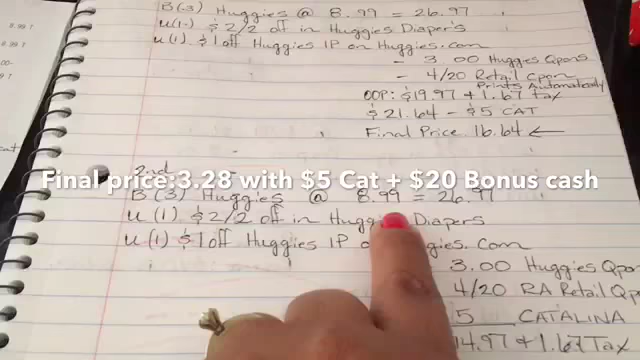 B (3) Huggies @ 8.99 = 26.97
u (1) $2/2 off in Huggies Diaper's
u (1) $1 off Huggies IP on Huggies.com
- 3.00 Huggies Qpons
- 4/20 Retail Cpon
Prints Automatically
OOP: $19.97 + 1.67 Tax
$21.64 - $5 CAT
Final Price 16.64 ←
2nd
Final price:3.28 with $5 Cat + $20 Bonus cash
B (3) Huggies @ 8.99 = 26.97
u (1) $2/2 off in Huggies Diapers
u (1) $1 off Huggies IP Huggies.com
3.00 Huggies Qpon
4/20 RA Retail Qpo
5 CATALINA
14.97 & 1.67 Tax